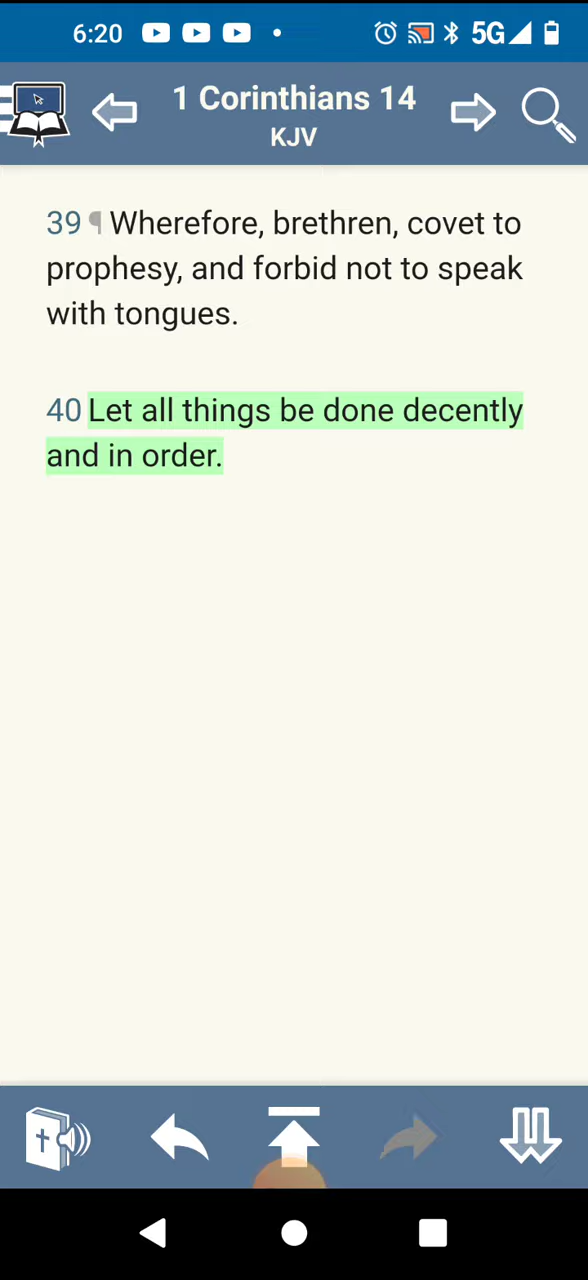 6:20 5G
1 Corinthians 14
KJV
39 ¶ Wherefore, brethren, covet to
prophesy, and forbid not to speak
with tongues.
40 Let all things be done decently
and in order.